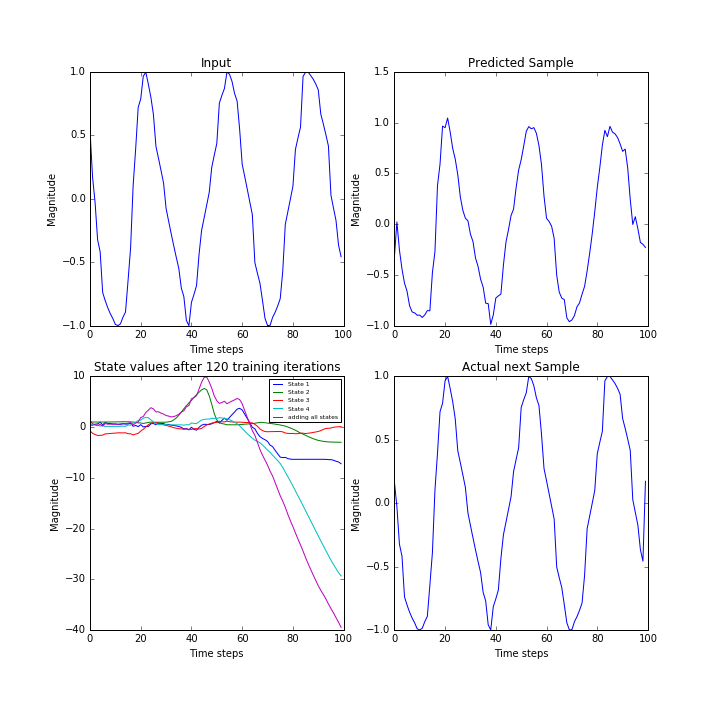 Input
Magnitude
1.0
0.5
0.0
−0.5
−1.0
0 20 40 60 80 100
Time steps
Predicted Sample
Magnitude
1.5
1.0
0.5
0.0
−0.5
−1.0
0 20 40 60 80 100
Time steps
State values after 120 training iterations
Magnitude
10
0
−10
−20
−30
−40
State 1
State 2
State 3
State 4
adding all states
0 20 40 60 80 100
Time steps
Actual next Sample
Magnitude
1.0
0.5
0.0
−0.5
−1.0
0 20 40 60 80 100
Time steps